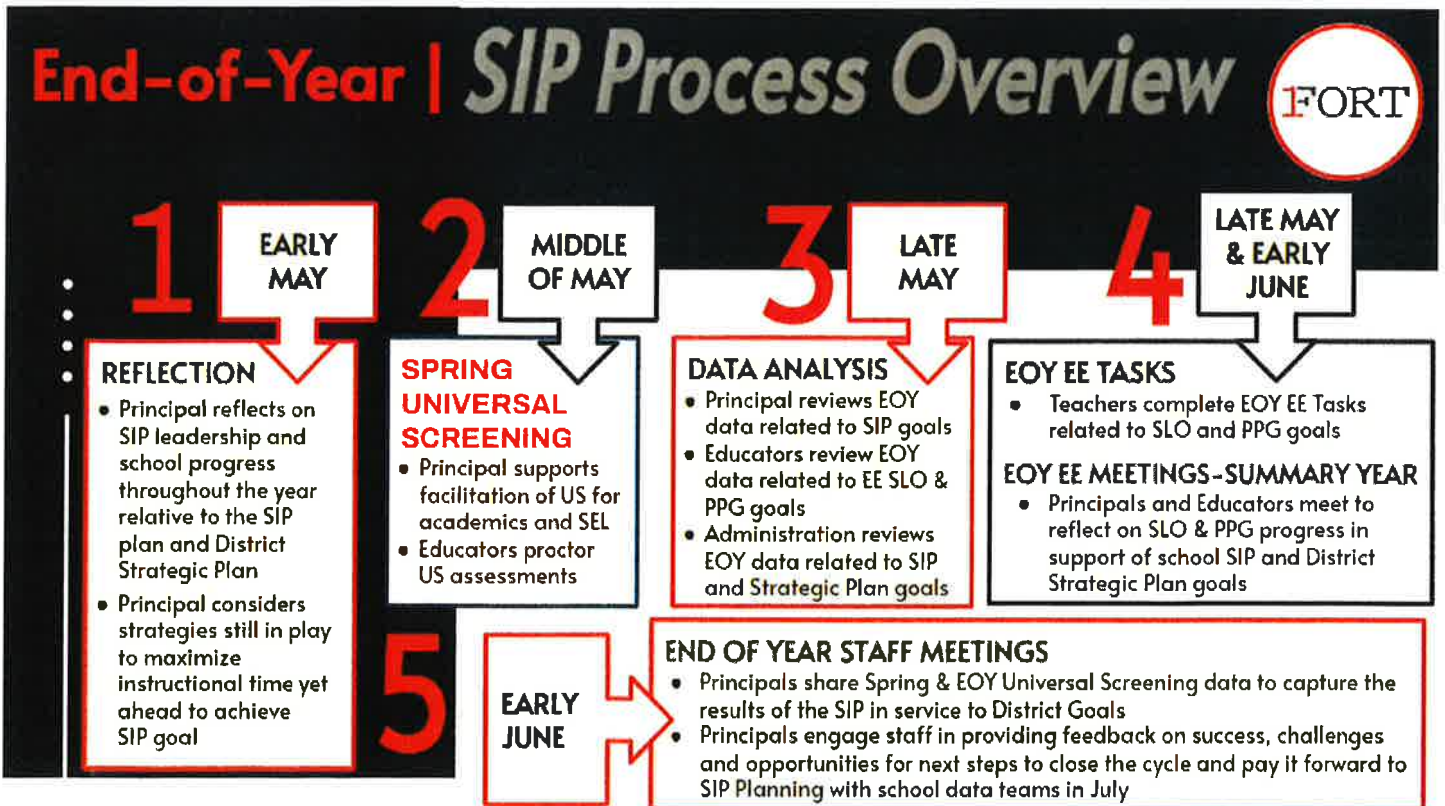 End-of-Year | SIP Process Overview
FORT
1
EARLY
MAY
REFLECTION
• Principal reflects on
SIP leadership and
school progress
throughout the year
relative to the SIP
plan and District
Strategic Plan
• Principal considers
strategies still in play
to maximize
instructional time yet
ahead to achieve
SIP goal
2
MIDDLE
OF MAY
SPRING
UNIVERSAL
SCREENING
• Principal supports
facilitation of US for
academics and SEL
• Educators proctor
US assessments
3
LATE
MAY
DATA ANALYSIS
• Principal reviews EOY
data related to SIP goals
• Educators review EOY
data related to EE SLO &
PPG goals
• Administration reviews
EOY data related to SIP
and Strategic Plan goals
4
LATE MAY
& EARLY
JUNE
EOY EE TASKS
• Teachers complete EOY EE Tasks
related to SLO and PPG goals
EOY EE MEETINGS-SUMMARY YEAR
• Principals and Educators meet to
reflect on SLO & PPG progress in
support of school SIP and District
Strategic Plan goals
5
EARLY
JUNE
END OF YEAR STAFF MEETINGS
• Principals share Spring & EOY Universal Screening data to capture the
results of the SIP in service to District Goals
• Principals engage staff in providing feedback on success, challenges
and opportunities for next steps to close the cycle and pay it forward to
SIP Planning with school data teams in July